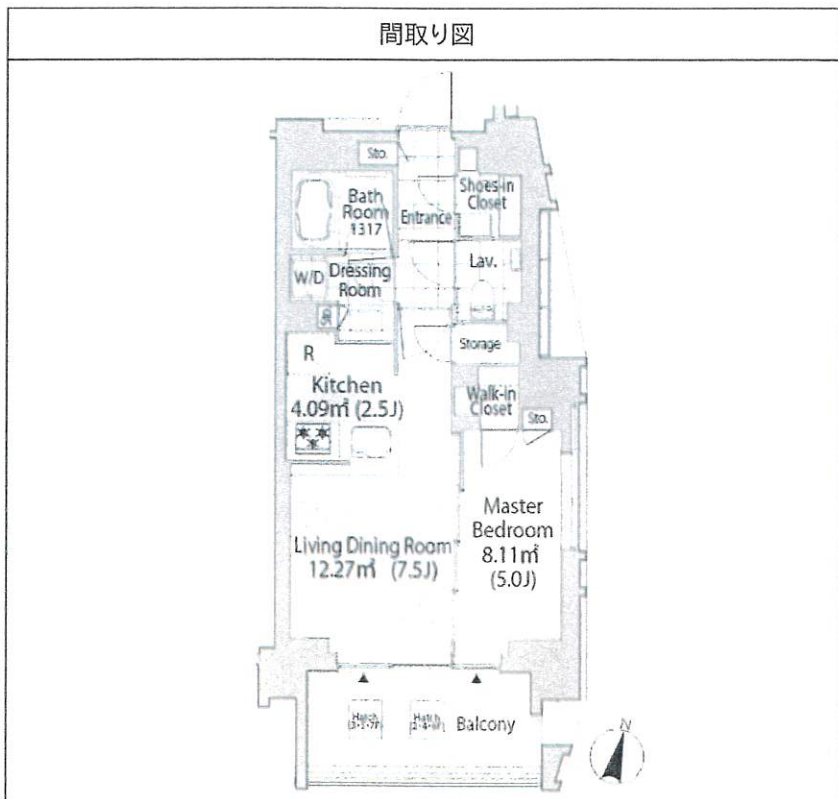 間取り図
Sto.
Bath
Room
1317
Entrance
Shoes-in
Closet
Lav.
W/D
Dressing
Room
Storage
R
Kitchen
4.09㎡ (2.5J)
Walk-in
Closet
Sto.
Master
Bedroom
8.11㎡
(5.0J)
Living Dining Room
12.27㎡ (7.5J)
Hatch
Hatch
Balcony
N